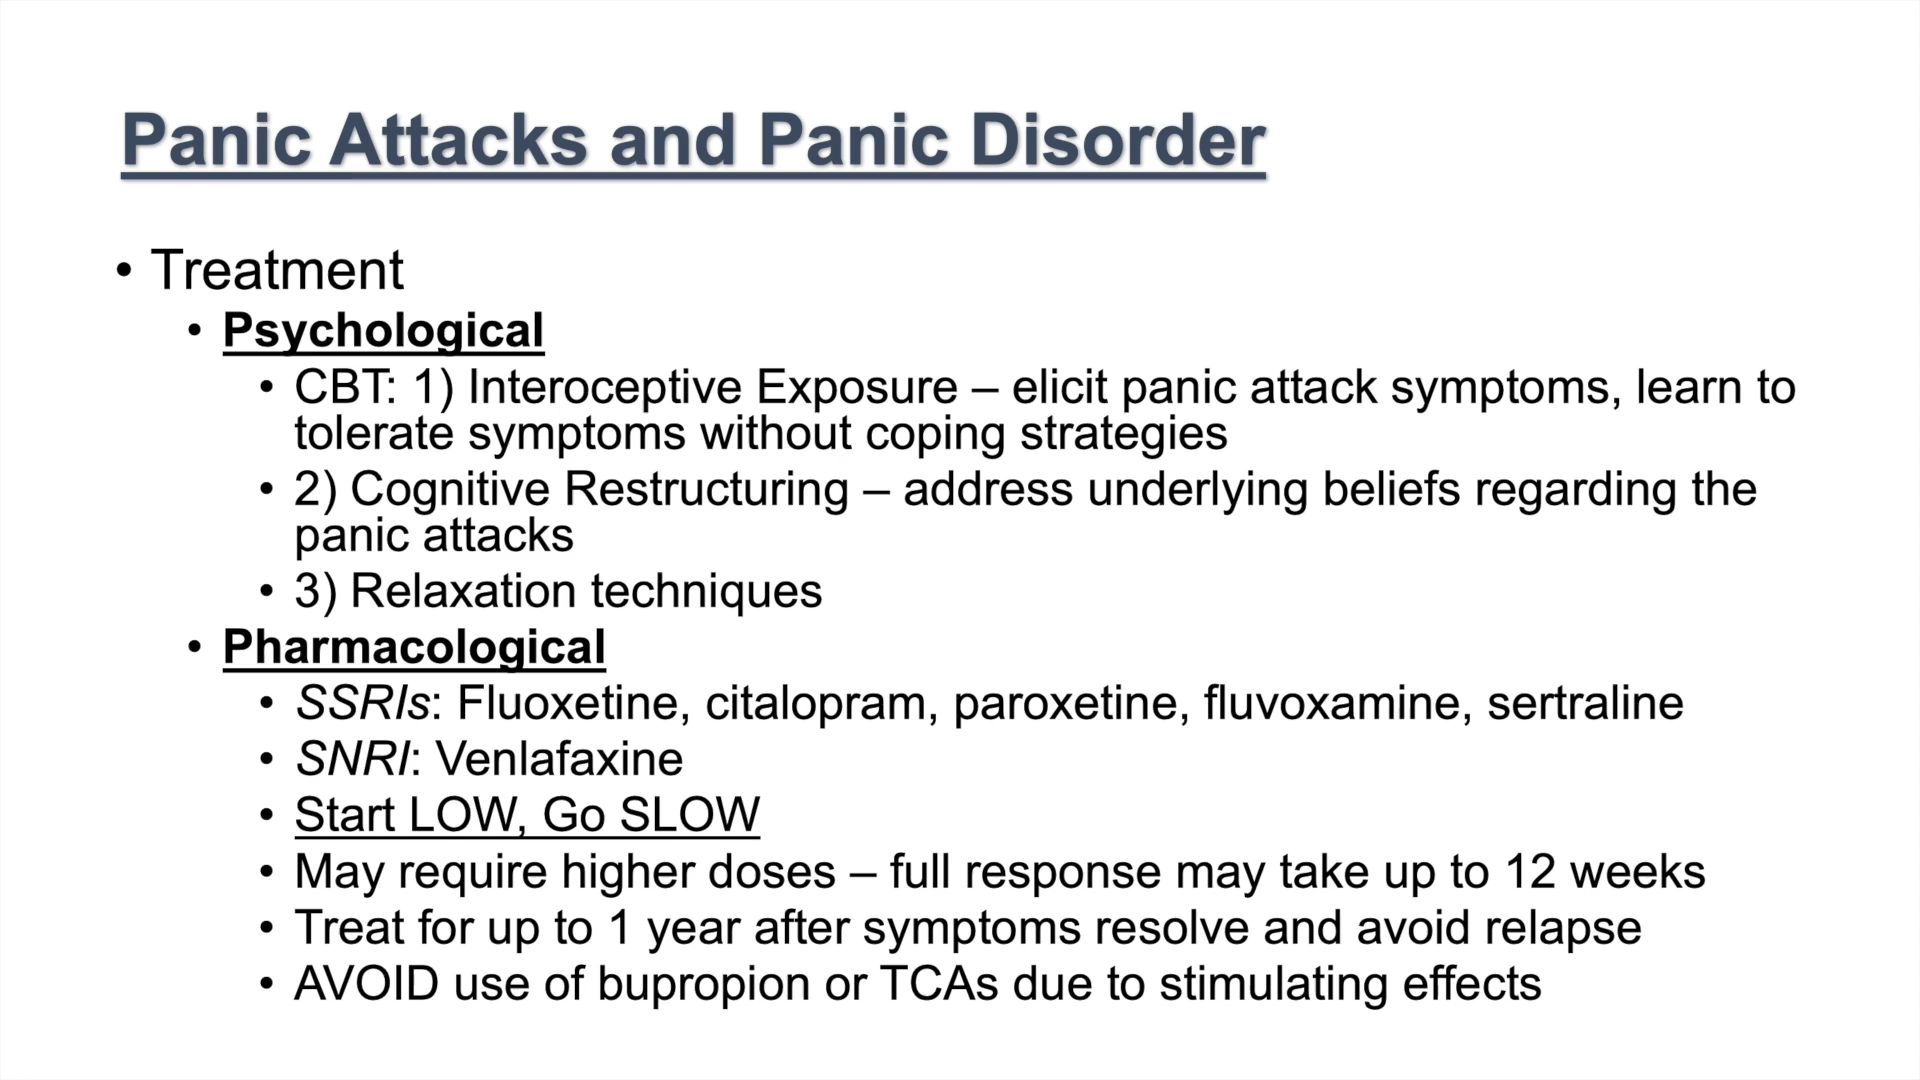 Panic Attacks and Panic Disorder
• Treatment
• Psychological
• CBT: 1) Interoceptive Exposure – elicit panic attack symptoms, learn to
tolerate symptoms without coping strategies
• 2) Cognitive Restructuring – address underlying beliefs regarding the
panic attacks
• 3) Relaxation techniques
• Pharmacological
• SSRIs: Fluoxetine, citalopram, paroxetine, fluvoxamine, sertraline
• SNRI: Venlafaxine
• Start LOW, Go SLOW
• May require higher doses – full response may take up to 12 weeks
• Treat for up to 1 year after symptoms resolve and avoid relapse
• AVOID use of bupropion or TCAs due to stimulating effects